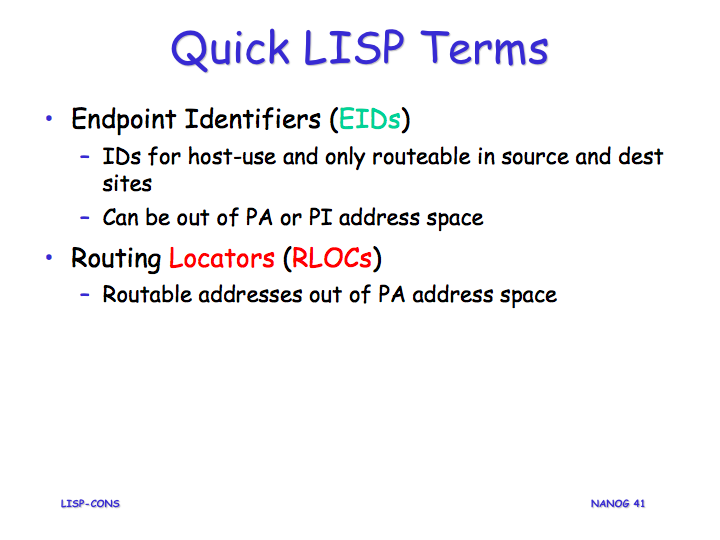 Quick LISP Terms
• Endpoint Identifiers (EIDs)
– IDs for host-use and only routeable in source and dest
sites
– Can be out of PA or PI address space
• Routing Locators (RLOCs)
– Routable addresses out of PA address space
LISP-CONS
NANOG 41